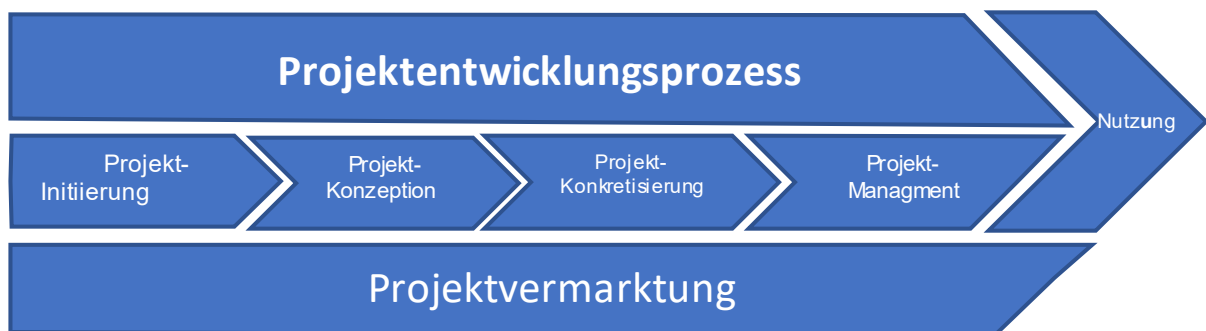 Projektentwicklungsprozess
Nutzung
Projekt-
Initiierung
Projekt-
Konzeption
Projekt-
Konkretisierung
Projekt-
Managment
Projektvermarktung